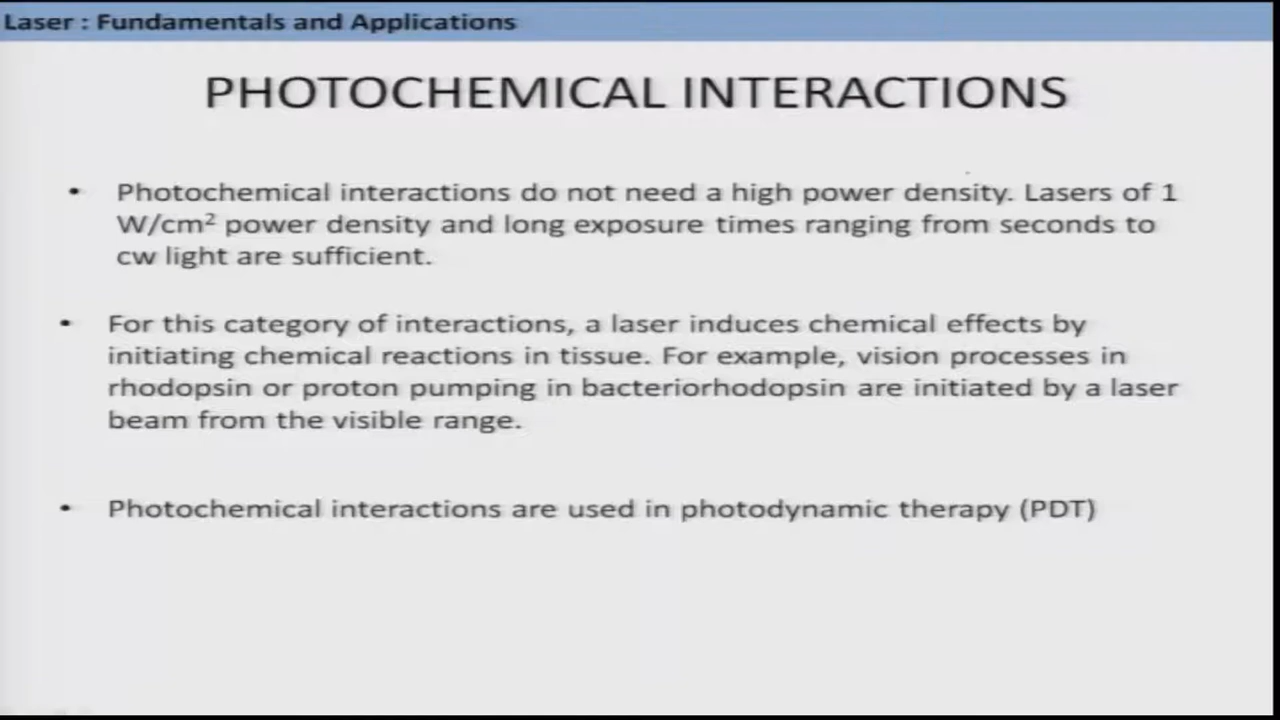 Laser : Fundamentals and Applications
PHOTOCHEMICAL INTERACTIONS
• Photochemical interactions do not need a high power density. Lasers of 1
W/cm² power density and long exposure times ranging from seconds to
cw light are sufficient.
• For this category of interactions, a laser induces chemical effects by
initiating chemical reactions in tissue. For example, vision processes in
rhodopsin or proton pumping in bacteriorhodopsin are initiated by a laser
beam from the visible range.
• Photochemical interactions are used in photodynamic therapy (PDT)